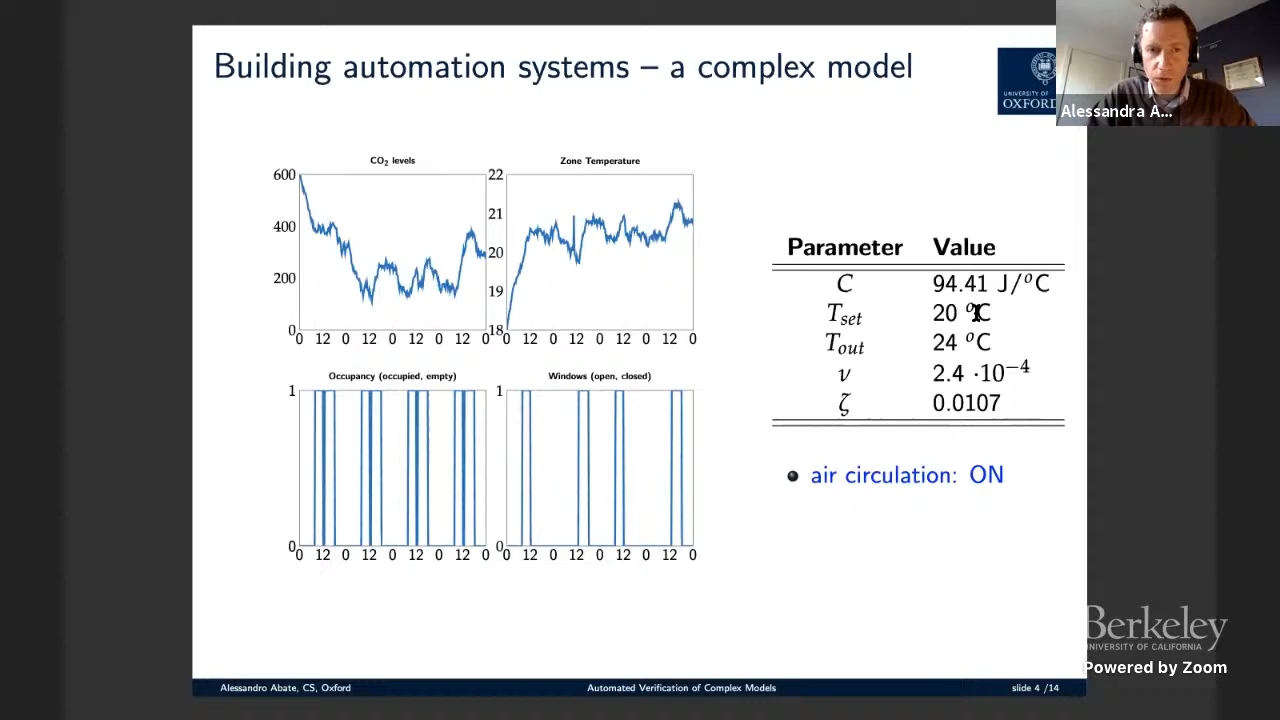 Building automation systems – a complex model
UNIVERSITY OF
OXFORD
Alessandra A...
CO2 levels
600
400
200
0
0 12 0 12 0 12 0 12 0
Zone Temperature
22
21
20
19
18
0 12 0 12 0 12 0 12 0
Occupancy (occupied, empty)
1
0
0 12 0 12 0 12 0 12 0
Windows (open, closed)
1
0
0 12 0 12 0 12 0 12 0
Parameter Value
C 94.41 J/°C
Tset 20 °C
Tout 24 °C
ν 2.4 ·10−4
ζ 0.0107
air circulation: ON
Berkeley
UNIVERSITY OF CALIFORNIA
Powered by Zoom
Alessandro Abate, CS, Oxford
Automated Verification of Complex Models
slide 4 /14